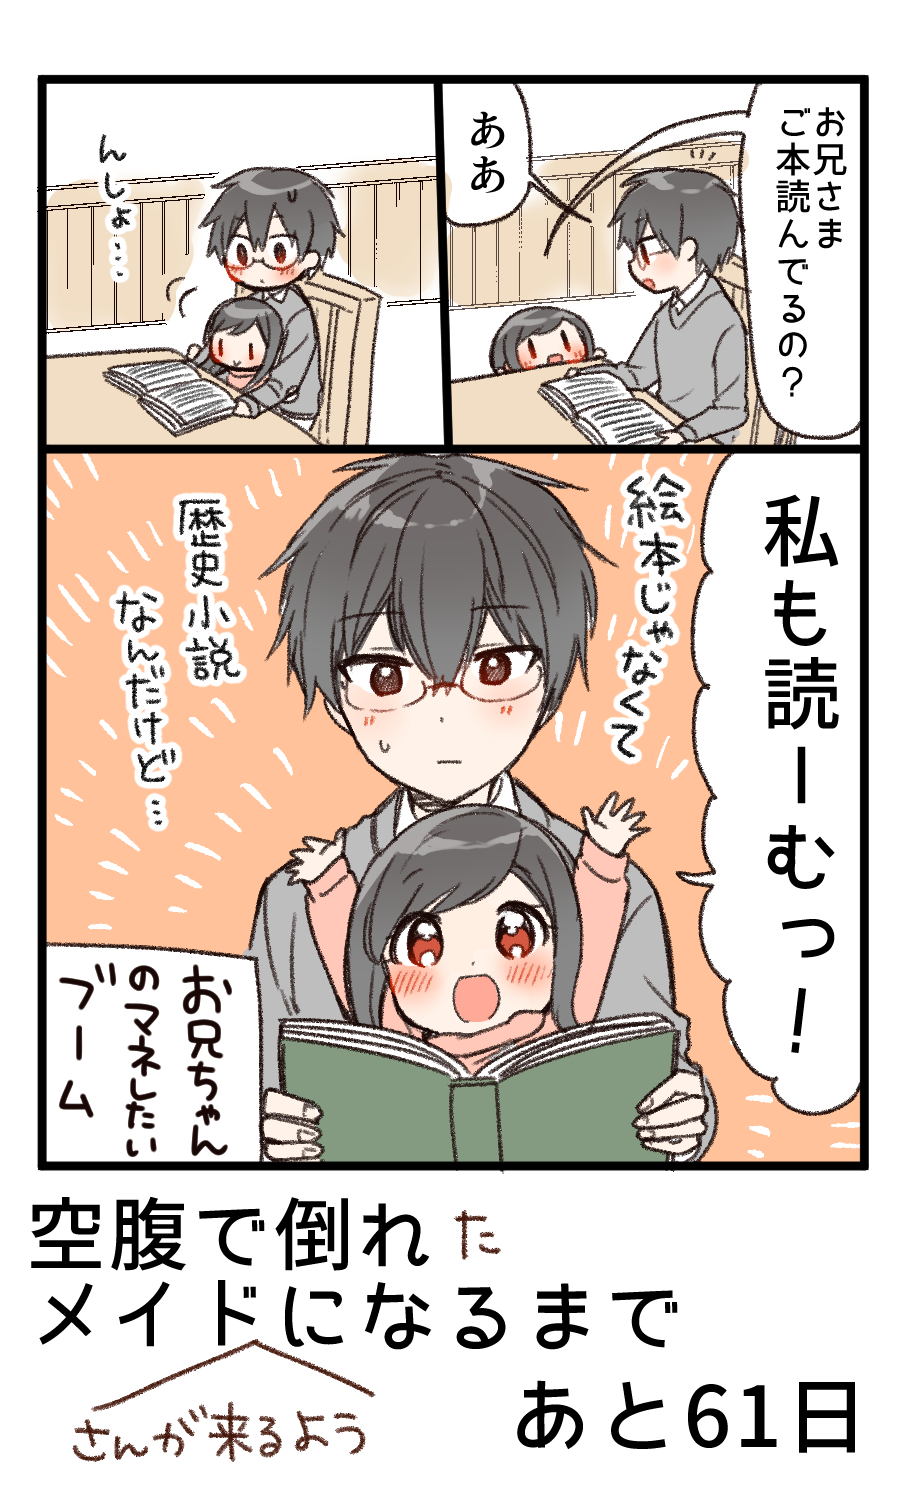 お兄さま
ご本読んでるの？
ああ
んしょ…
私も読ーむっ！
絵本じゃなくて
歴史小説
なんだけど…
お兄ちゃん
のマネしたい
ブーム
空腹で倒れた
メイドになるまで
さんが来るよう
あと61日